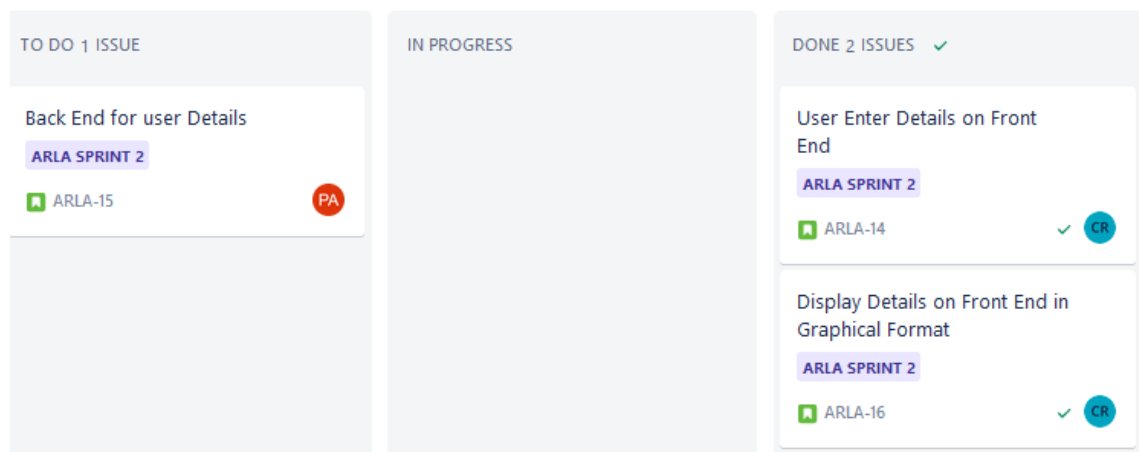 TO DO 1 ISSUE
Back End for user Details
ARLA SPRINT 2
ARLA-15
PA
IN PROGRESS
DONE 2 ISSUES
User Enter Details on Front
End
ARLA SPRINT 2
ARLA-14
CR
Display Details on Front End in
Graphical Format
ARLA SPRINT 2
ARLA-16
CR